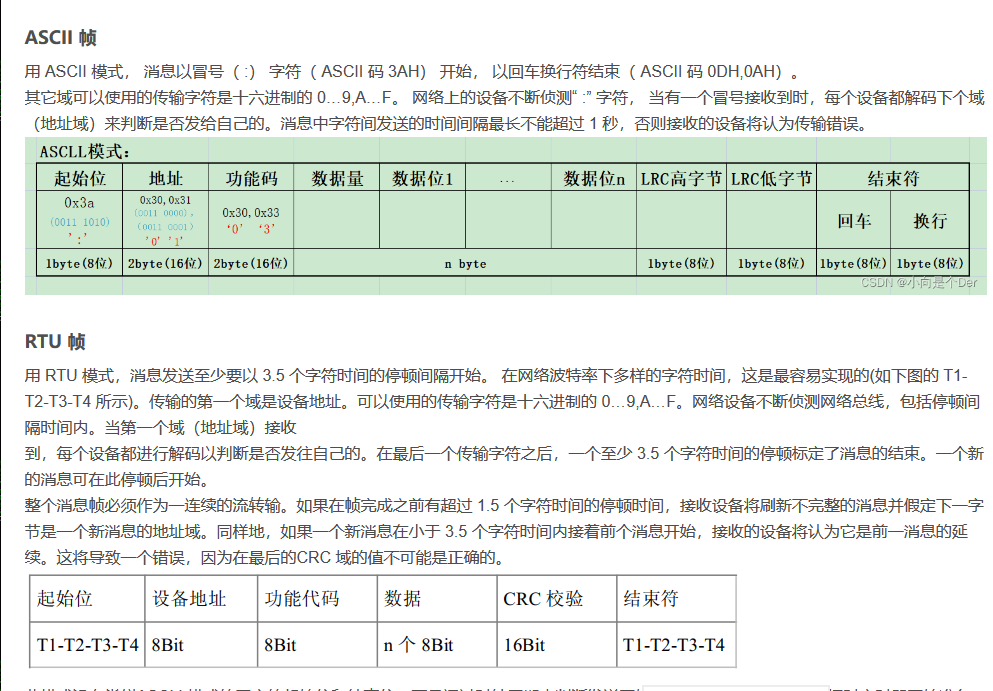 ASCII 帧
用 ASCII 模式， 消息以冒号（ :） 字符（ ASCII 码 3AH） 开始， 以回车换行符结束（ ASCII 码 0DH,0AH）。
其它域可以使用的传输字符是十六进制的 0…9,A…F。 网络上的设备不断侦测“ :” 字符， 当有一个冒号接收到时，每个设备都解码下个域
（地址域）来判断是否发给自己的。消息中字符间发送的时间间隔最长不能超过 1 秒，否则接收的设备将认为传输错误。
ASCLL模式：
起始位 地址 功能码 数据量 数据位1 ... 数据位n LRC高字节 LRC低字节 结束符
0x3a 0x30,0x31 0x30,0x33 回车 换行
(0011 1010) (0011 0000), '0' '3'
':' (0011 0001)
'0' '1'
1byte(8位) 2byte(16位) 2byte(16位) n byte 1byte(8位) 1byte(8位) 1byte(8位) 1byte(8位)
CSDN @小向是个Der
RTU 帧
用 RTU 模式，消息发送至少要以 3.5 个字符时间的停顿间隔开始。 在网络波特率下多样的字符时间，这是最容易实现的(如下图的 T1-
T2-T3-T4 所示)。传输的第一个域是设备地址。可以使用的传输字符是十六进制的 0…9,A…F。网络设备不断侦测网络总线，包括停顿间
隔时间内。当第一个域（地址域）接收
到，每个设备都进行解码以判断是否发往自己的。在最后一个传输字符之后，一个至少 3.5 个字符时间的停顿标定了消息的结束。一个新
的消息可在此停顿后开始。
整个消息帧必须作为一连续的流转输。如果在帧完成之前有超过 1.5 个字符时间的停顿时间，接收设备将刷新不完整的消息并假定下一字
节是一个新消息的地址域。同样地，如果一个新消息在小于 3.5 个字符时间内接着前个消息开始，接收的设备将认为它是前一消息的延
续。这将导致一个错误，因为在最后的CRC 域的值不可能是正确的。
起始位 设备地址 功能代码 数据 CRC 校验 结束符
T1-T2-T3-T4 8Bit 8Bit n 个 8Bit 16Bit T1-T2-T3-T4